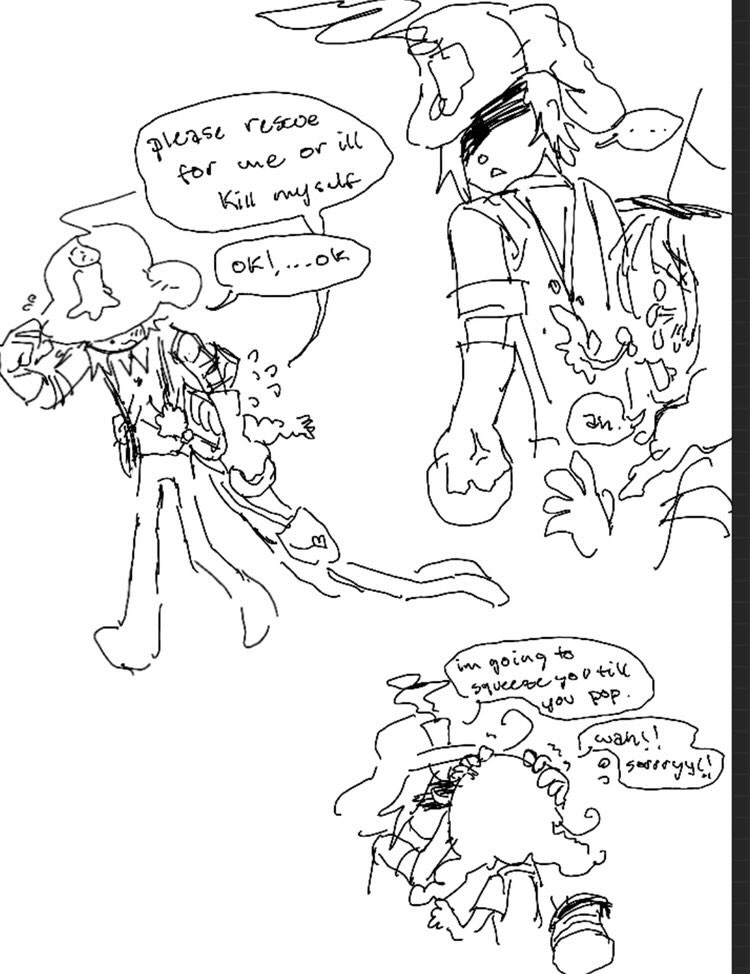 please rescue
for me or ill
kill myself
ok!,...ok
....
an.
im going to
squeeze you till
you pop.
wah!!
sorrryy!!